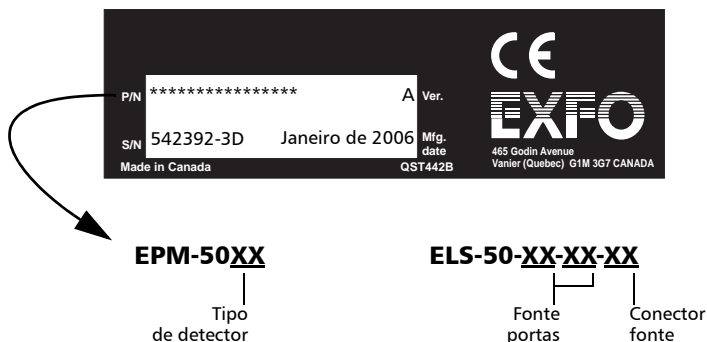 CE
EXFO
P/N **************** A Ver.
S/N 542392-3D Janeiro de 2006 Mfg. date
465 Godin Avenue
Vanier (Quebec) G1M 3G7 CANADA
Made in Canada QST442B
EPM-50XX
ELS-50-XX-XX-XX
Tipo
de detector
Fonte
portas
Conector
fonte